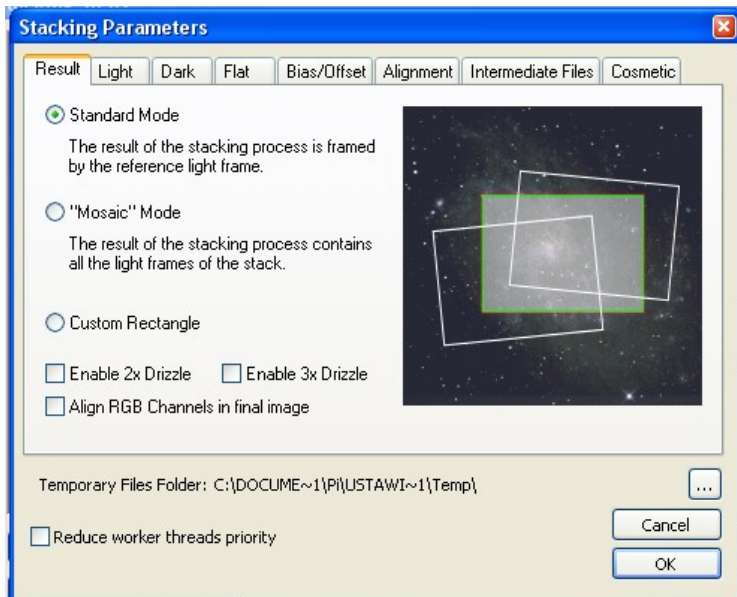 Stacking Parameters
Result Light Dark Flat Bias/Offset Alignment Intermediate Files Cosmetic
Standard Mode
The result of the stacking process is framed
by the reference light frame.
"Mosaic" Mode
The result of the stacking process contains
all the light frames of the stack.
Custom Rectangle
Enable 2x Drizzle Enable 3x Drizzle
Align RGB Channels in final image
Temporary Files Folder: C:\DOCUME~1\Pi\USTAWI~1\Temp\
...
Reduce worker threads priority
Cancel
OK